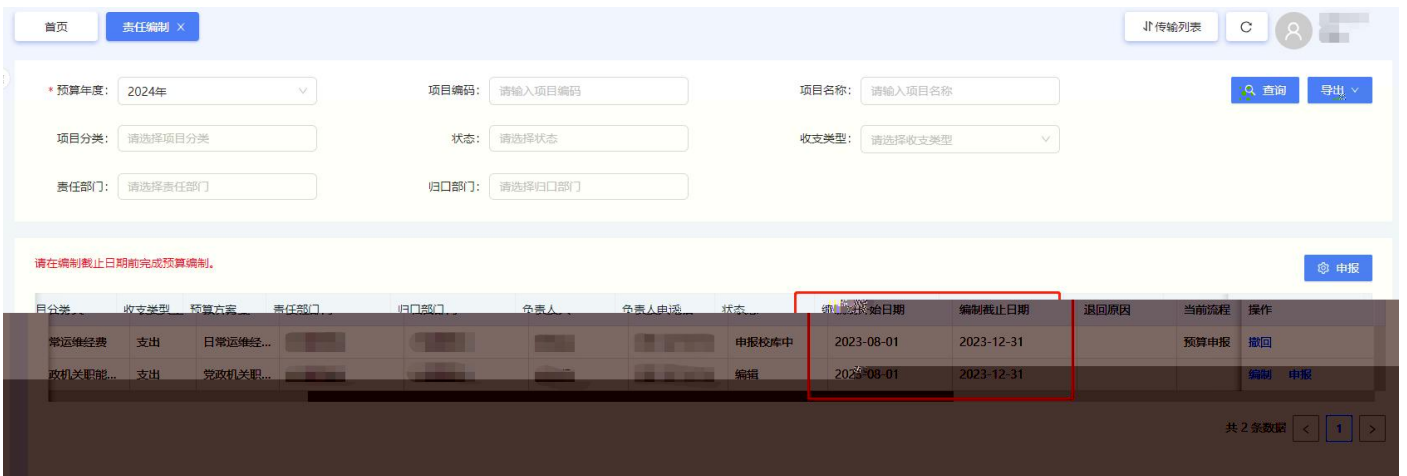 首页 责任编制 × 传输列表
* 预算年度： 2024年 项目编码： 请输入项目编码 项目名称： 请输入项目名称 查询 导出
项目分类： 请选择项目分类 状态： 请选择状态 收支类型： 请选择收支类型
责任部门： 请选择责任部门 归口部门： 请选择归口部门
请在编制截止日期前完成预算编制。 申报
目分类 收支类型 预算方案 责任部门 归口部门 负责人 负责人电话 状态 始日期 编制截止日期 退回原因 当前流程 操作
常运维经费 支出 日常运维经... 申报校库中 2023-08-01 2023-12-31 预算申报 撤回
政机关职能... 支出 党政机关职... 编辑 2023-08-01 2023-12-31 编制 申报
共 2 条数据 < 1 >